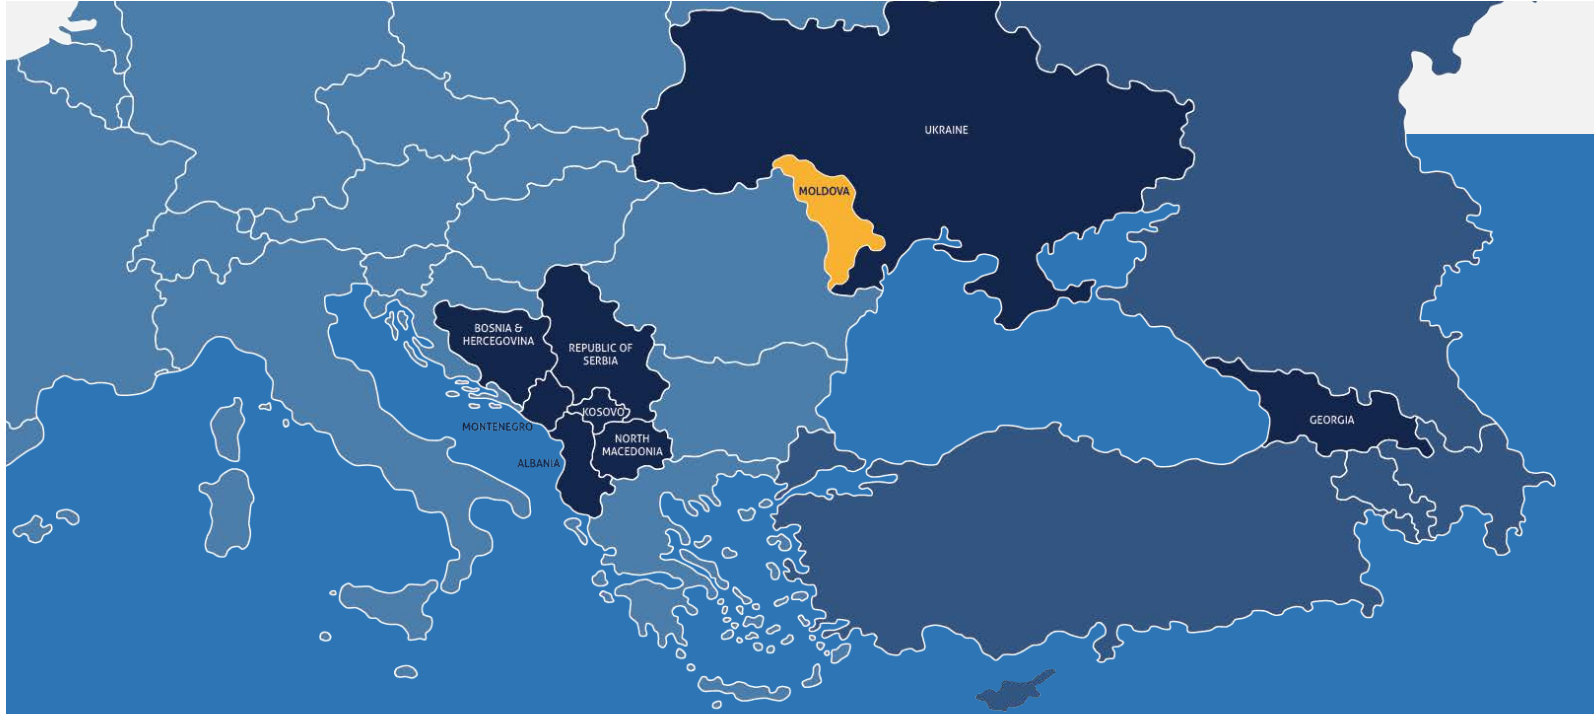 UKRAINE
MOLDOVA
BOSNIA &
HERCEGOVINA
REPUBLIC OF
SERBIA
KOSOVO
MONTENEGRO
NORTH
MACEDONIA
ALBANIA
GEORGIA